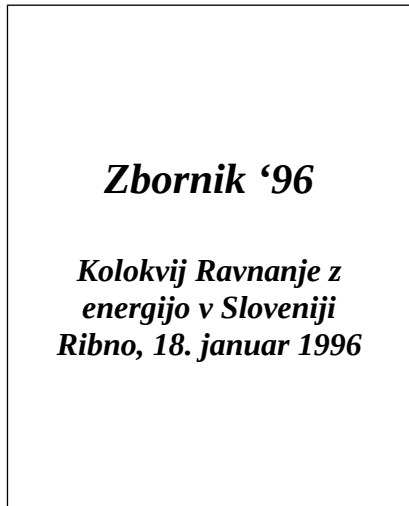 Zbornik ‘96
Kolokvij Ravnanje z
energijo v Sloveniji
Ribno, 18. januar 1996